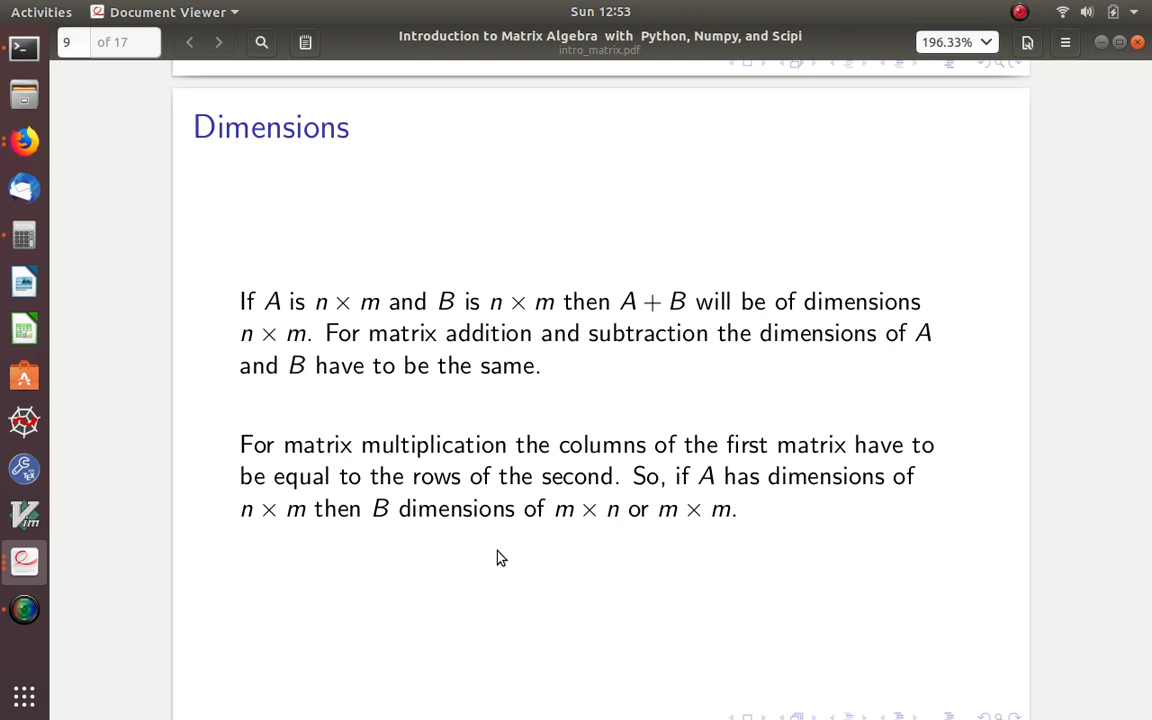 Activities Document Viewer Sun 12:53
9 of 17 Introduction to Matrix Algebra with Python, Numpy, and Scipi 196.33%
intro_matrix.pdf
Dimensions
If A is n × m and B is n × m then A + B will be of dimensions
n × m. For matrix addition and subtraction the dimensions of A
and B have to be the same.
For matrix multiplication the columns of the first matrix have to
be equal to the rows of the second. So, if A has dimensions of
n × m then B dimensions of m × n or m × m.
Vim